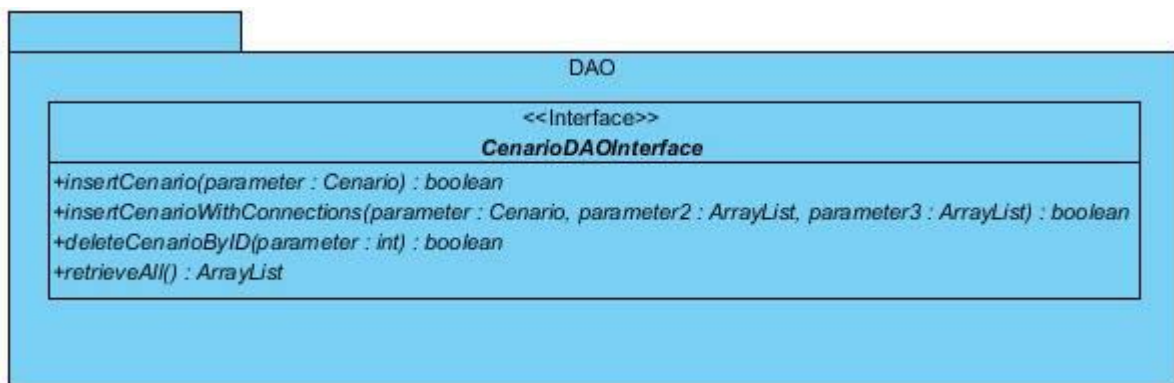 DAO
<<Interface>>
CenarioDAOInterface
+insertCenario(parameter : Cenario) : boolean
+insertCenarioWithConnections(parameter : Cenario, parameter2 : ArrayList, parameter3 : ArrayList) : boolean
+deleteCenarioByID(parameter : int) : boolean
+retrieveAll() : ArrayList